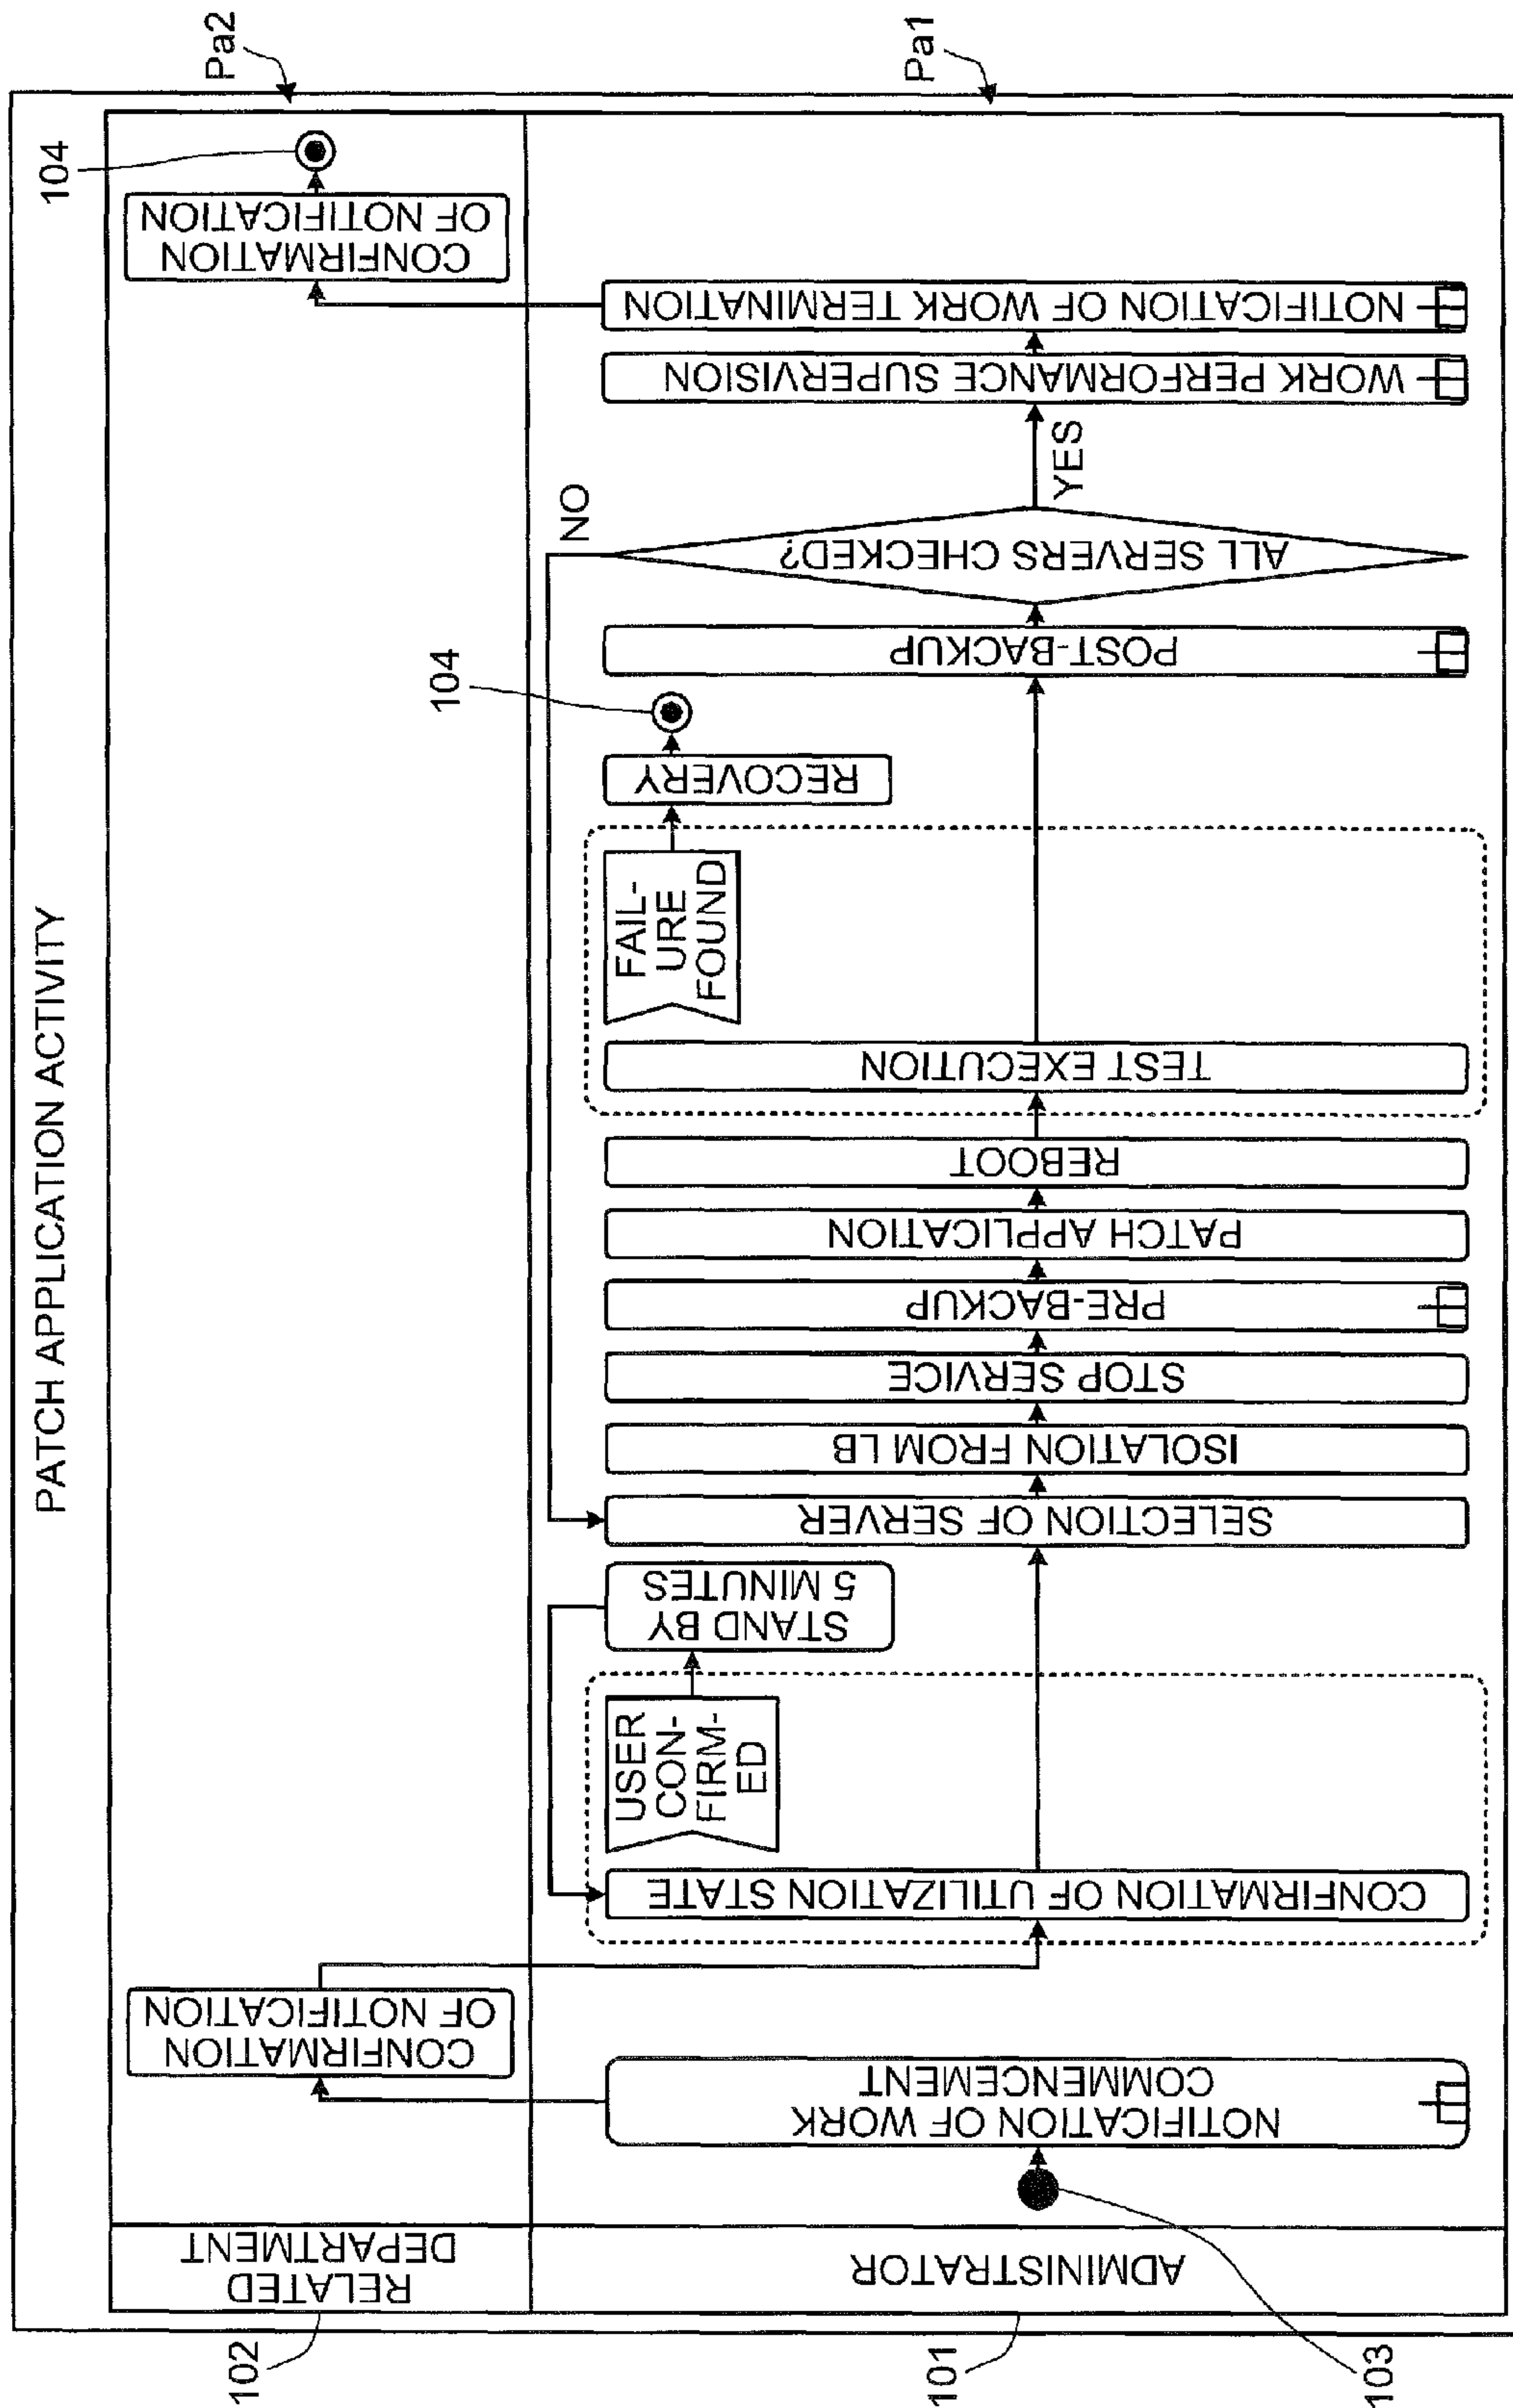 PATCH APPLICATION ACTIVITY
102
RELATED
DEPARTMENT
101
ADMINISTRATOR
103
NOTIFICATION OF WORK
COMMENCEMENT
CONFIRMATION
OF NOTIFICATION
CONFIRMATION OF UTILIZATION STATE
USER
CON-
FIRM-
ED
STAND BY
5 MINUTES
SELECTION OF SERVER
ISOLATION FROM LB
STOP SERVICE
PRE-BACKUP
PATCH APPLICATION
REBOOT
TEST EXECUTION
FAIL-
URE
FOUND
RECOVERY
104
POST-BACKUP
ALL SERVERS CHECKED?
NO
YES
WORK PERFORMANCE SUPERVISION
NOTIFICATION OF WORK TERMINATION
CONFIRMATION
OF NOTIFICATION
104
Pa2
Pa1